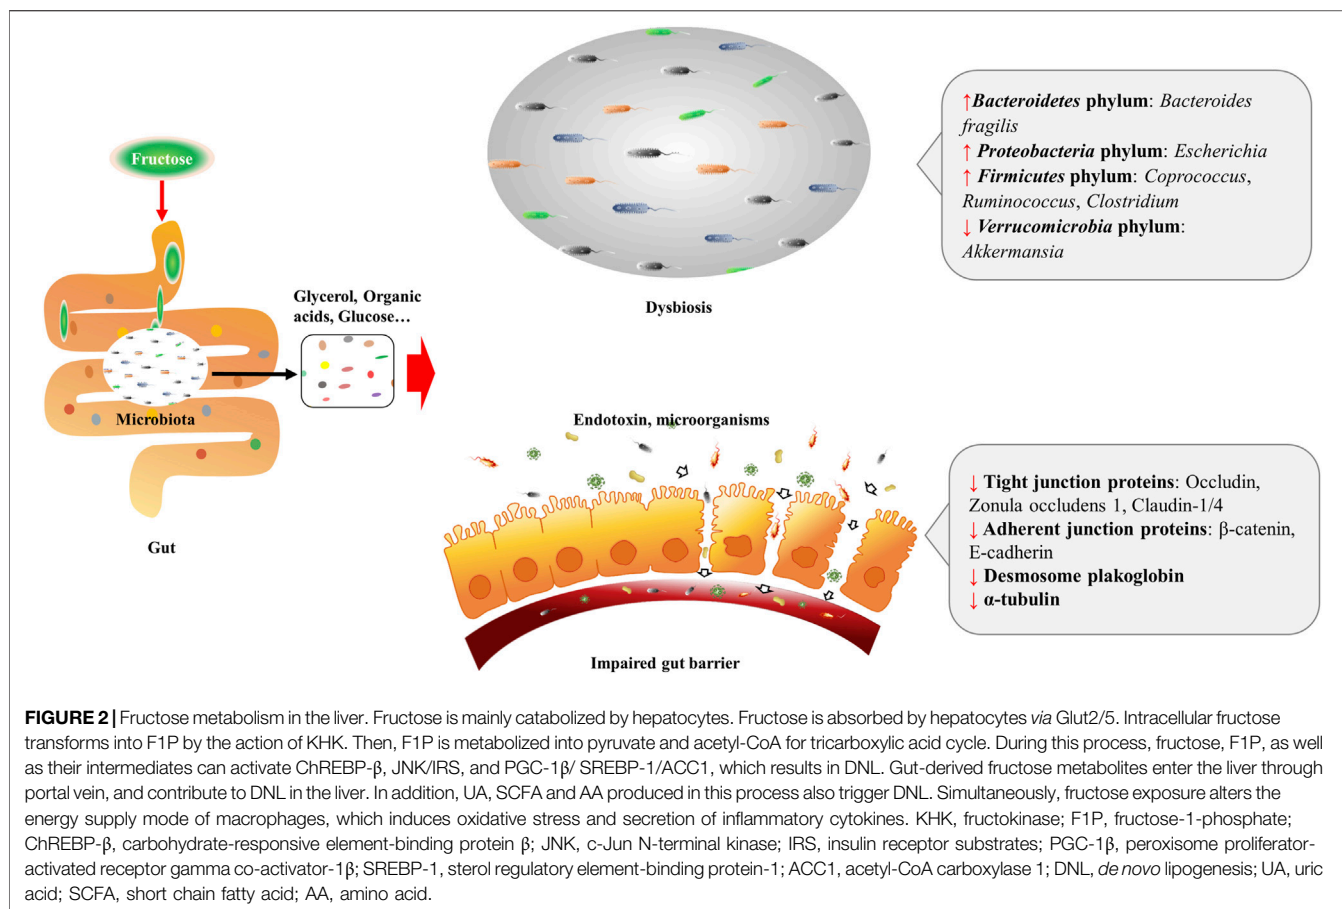 Fructose
Microbiota
Gut
Glycerol, Organic
acids, Glucose…
Dysbiosis
↑Bacteroidetes phylum: Bacteroides
fragilis
↑ Proteobacteria phylum: Escherichia
↑ Firmicutes phylum: Coprococcus,
Ruminococcus, Clostridium
↓ Verrucomicrobia phylum:
Akkermansia
Endotoxin, microorganisms
Impaired gut barrier
↓ Tight junction proteins: Occludin,
Zonula occludens 1, Claudin-1/4
↓ Adherent junction proteins: β-catenin,
E-cadherin
↓ Desmosome plakoglobin
↓ α-tubulin
FIGURE 2 | Fructose metabolism in the liver. Fructose is mainly catabolized by hepatocytes. Fructose is absorbed by hepatocytes via Glut2/5. Intracellular fructose
transforms into F1P by the action of KHK. Then, F1P is metabolized into pyruvate and acetyl-CoA for tricarboxylic acid cycle. During this process, fructose, F1P, as well
as their intermediates can activate ChREBP-β, JNK/IRS, and PGC-1β/ SREBP-1/ACC1, which results in DNL. Gut-derived fructose metabolites enter the liver through
portal vein, and contribute to DNL in the liver. In addition, UA, SCFA and AA produced in this process also trigger DNL. Simultaneously, fructose exposure alters the
energy supply mode of macrophages, which induces oxidative stress and secretion of inflammatory cytokines. KHK, fructokinase; F1P, fructose-1-phosphate;
ChREBP-β, carbohydrate-responsive element-binding protein β; JNK, c-Jun N-terminal kinase; IRS, insulin receptor substrates; PGC-1β, peroxisome proliferator-
activated receptor gamma co-activator-1β; SREBP-1, sterol regulatory element-binding protein-1; ACC1, acetyl-CoA carboxylase 1; DNL, de novo lipogenesis; UA, uric
acid; SCFA, short chain fatty acid; AA, amino acid.